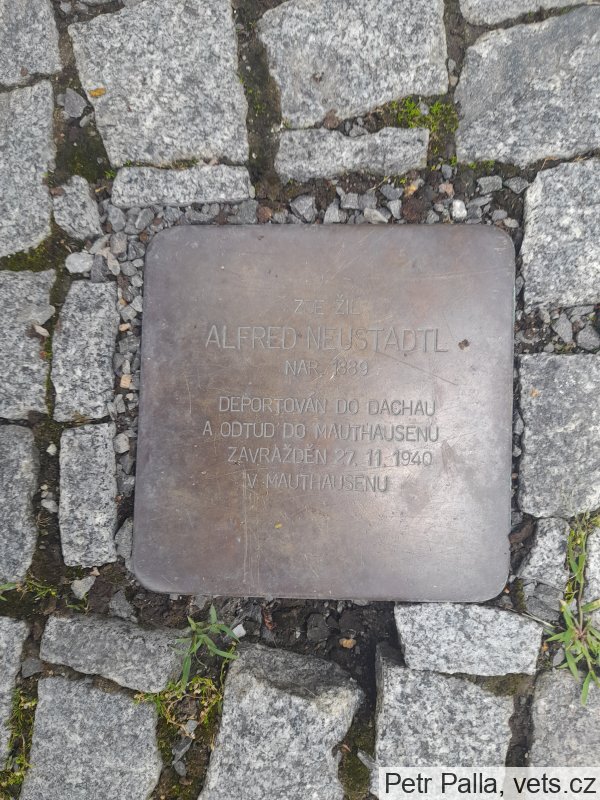 ZDE ŽIL
ALFRED NEUSTADTL
NAR. 1889
DEPORTOVÁN DO DACHAU
A ODTUD DO MAUTHAUSENU
ZAVRAŽDĚN 27. 11. 1940
V MAUTHAUSENU
Petr Palla, vets.cz